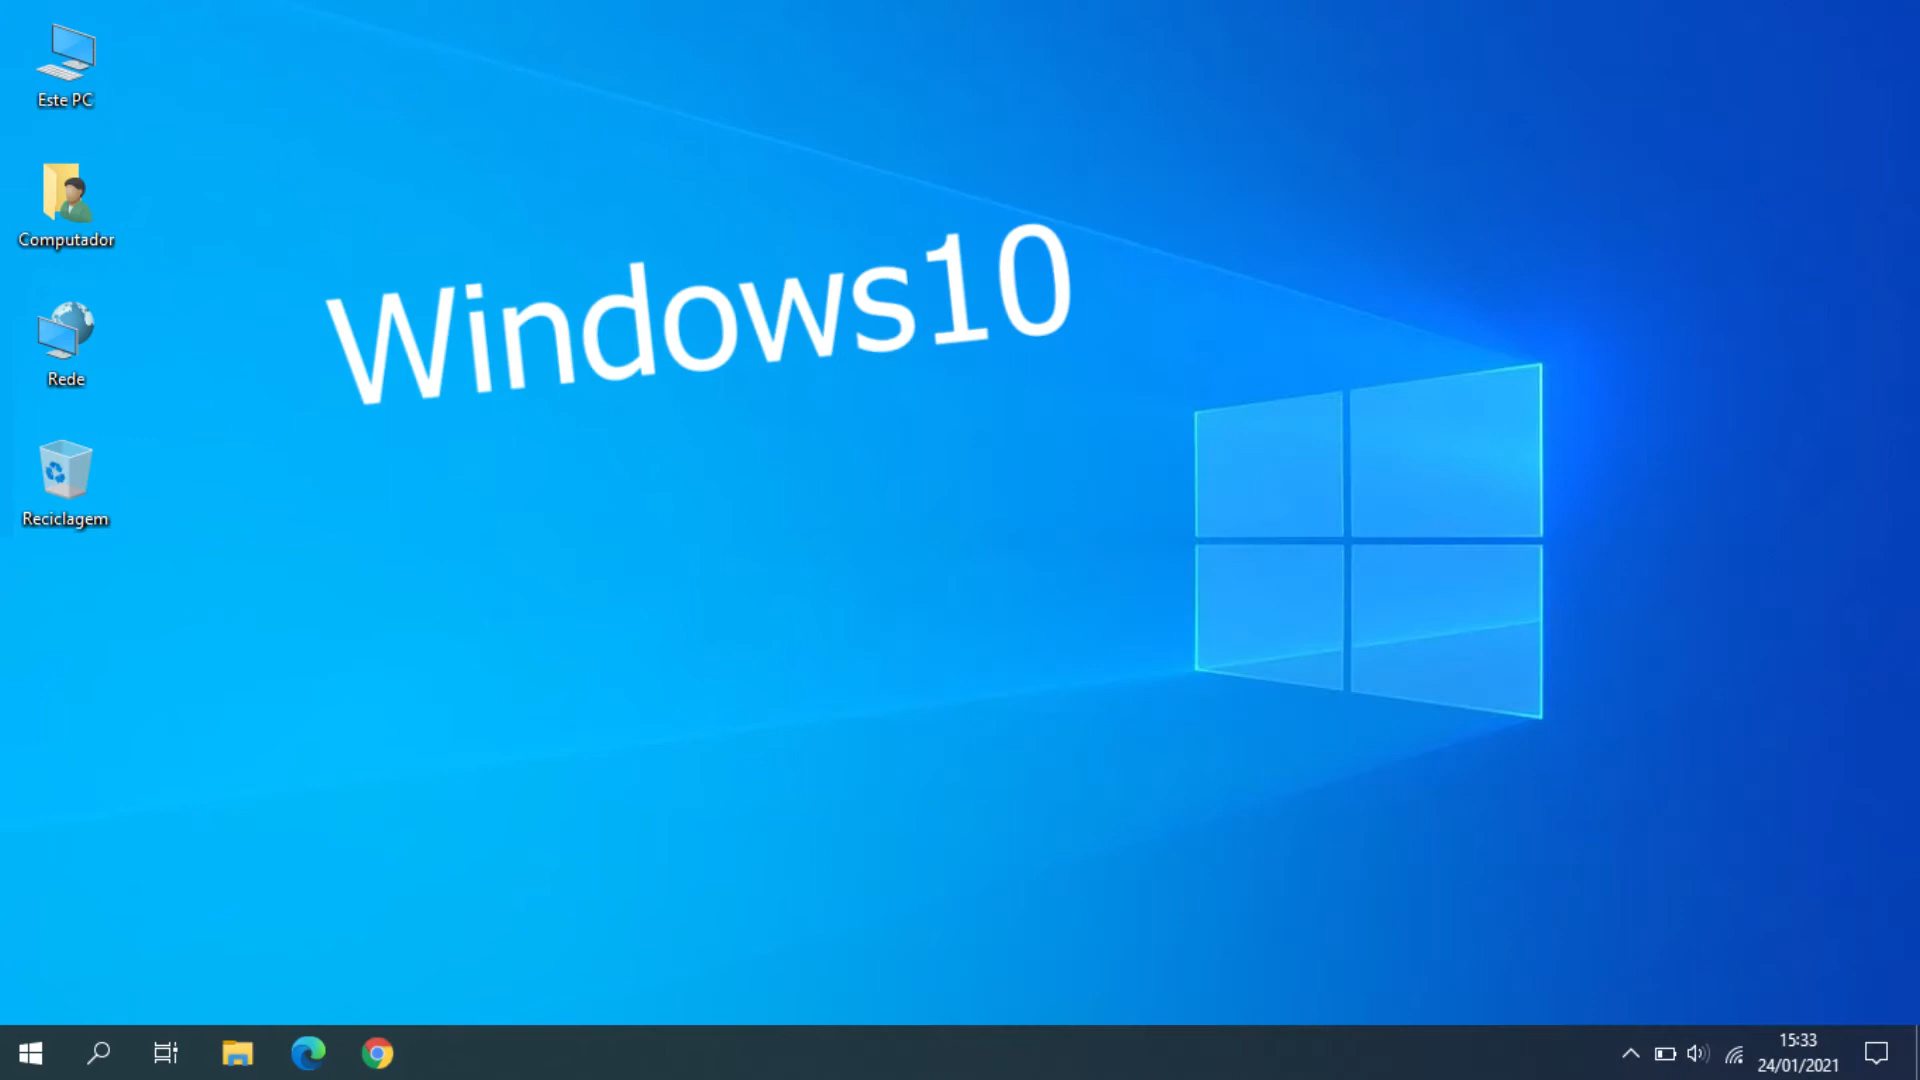 Este PC
Computador
Rede
Reciclagem
Windows10
15:33
24/01/2021